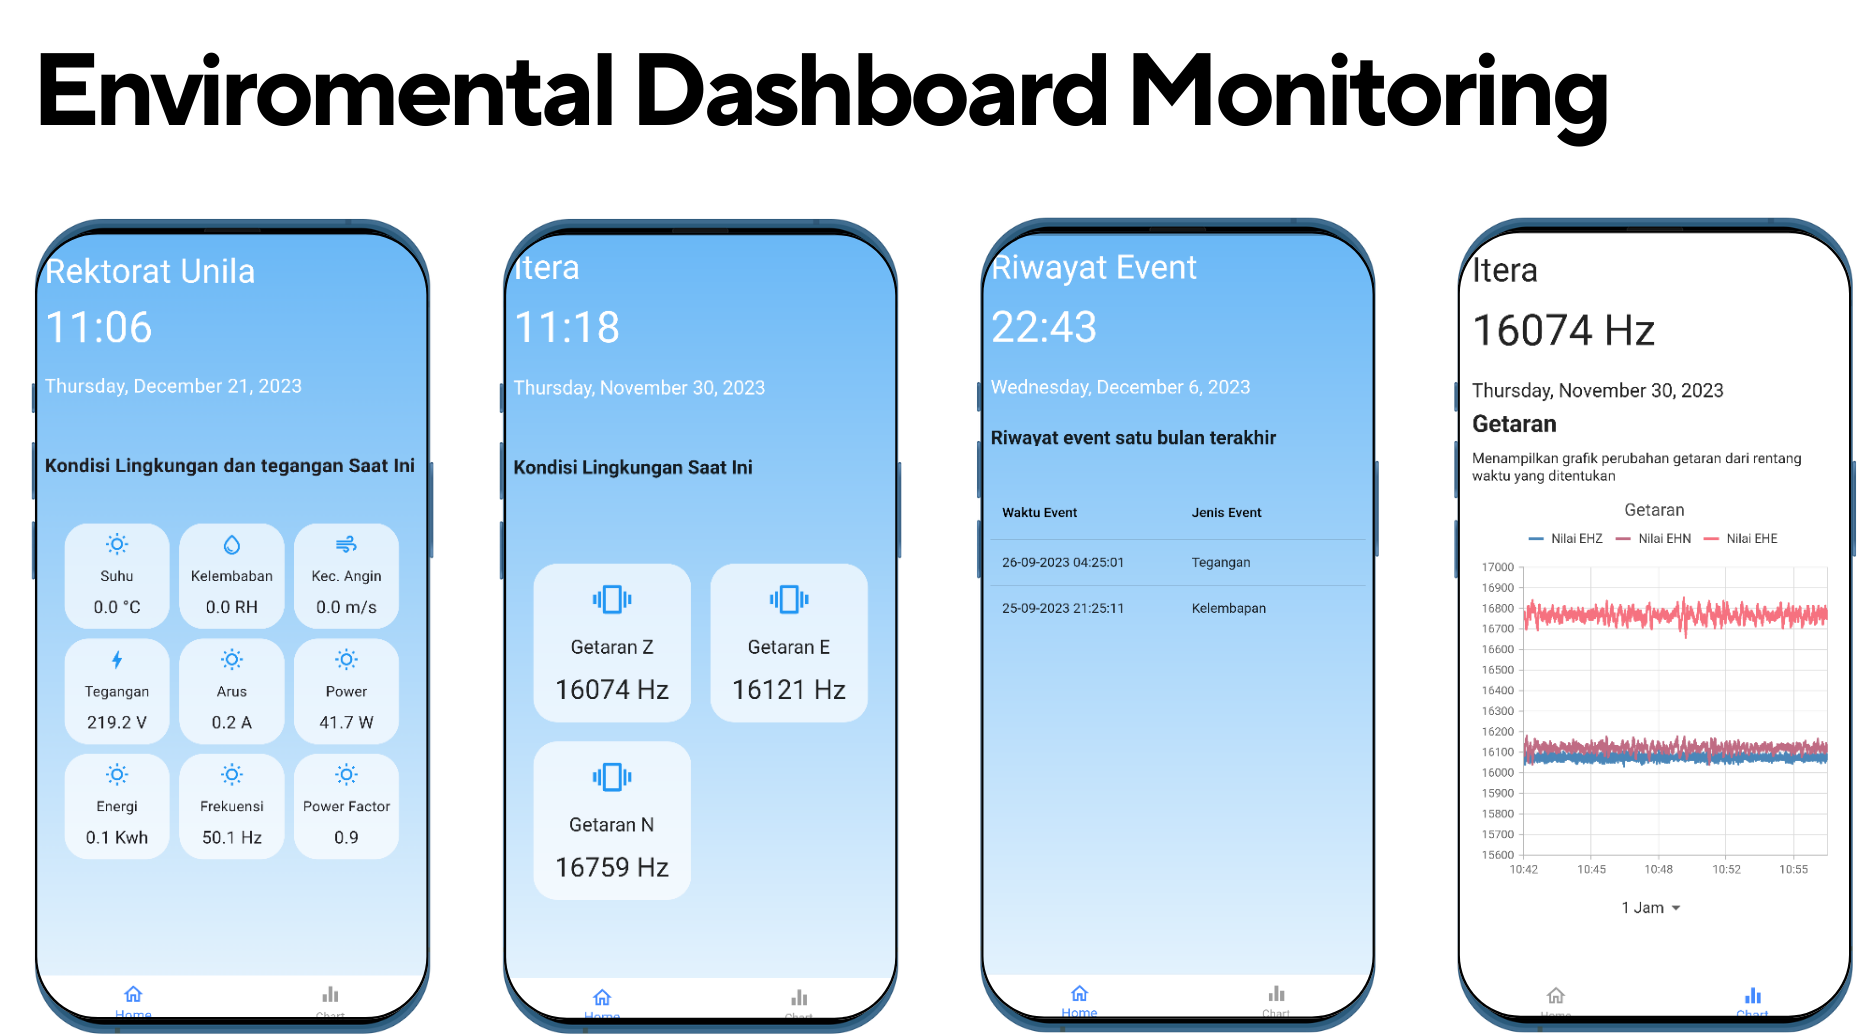 Enviromental Dashboard Monitoring
Rektorat Unila
11:06
Thursday, December 21, 2023
Kondisi Lingkungan dan tegangan Saat Ini
Suhu
0.0 °C
Kelembaban
0.0 RH
Kec. Angin
0.0 m/s
Tegangan
219.2 V
Arus
0.2 A
Power
41.7 W
Energi
0.1 Kwh
Frekuensi
50.1 Hz
Power Factor
0.9
Home
Chart
Itera
11:18
Thursday, November 30, 2023
Kondisi Lingkungan Saat Ini
Getaran Z
16074 Hz
Getaran E
16121 Hz
Getaran N
16759 Hz
Home
Chart
Riwayat Event
22:43
Wednesday, December 6, 2023
Riwayat event satu bulan terakhir
Waktu Event Jenis Event
26-09-2023 04:25:01 Tegangan
25-09-2023 21:25:11 Kelembapan
Home
Chart
Itera
16074 Hz
Thursday, November 30, 2023
Getaran
Menampilkan grafik perubahan getaran dari rentang
waktu yang ditentukan
Getaran
Nilai EHZ Nilai EHN Nilai EHE
17000
16900
16800
16700
16600
16500
16400
16300
16200
16100
16000
15900
15800
15700
15600
10:42 10:45 10:48 10:52 10:55
1 Jam
Home
Chart